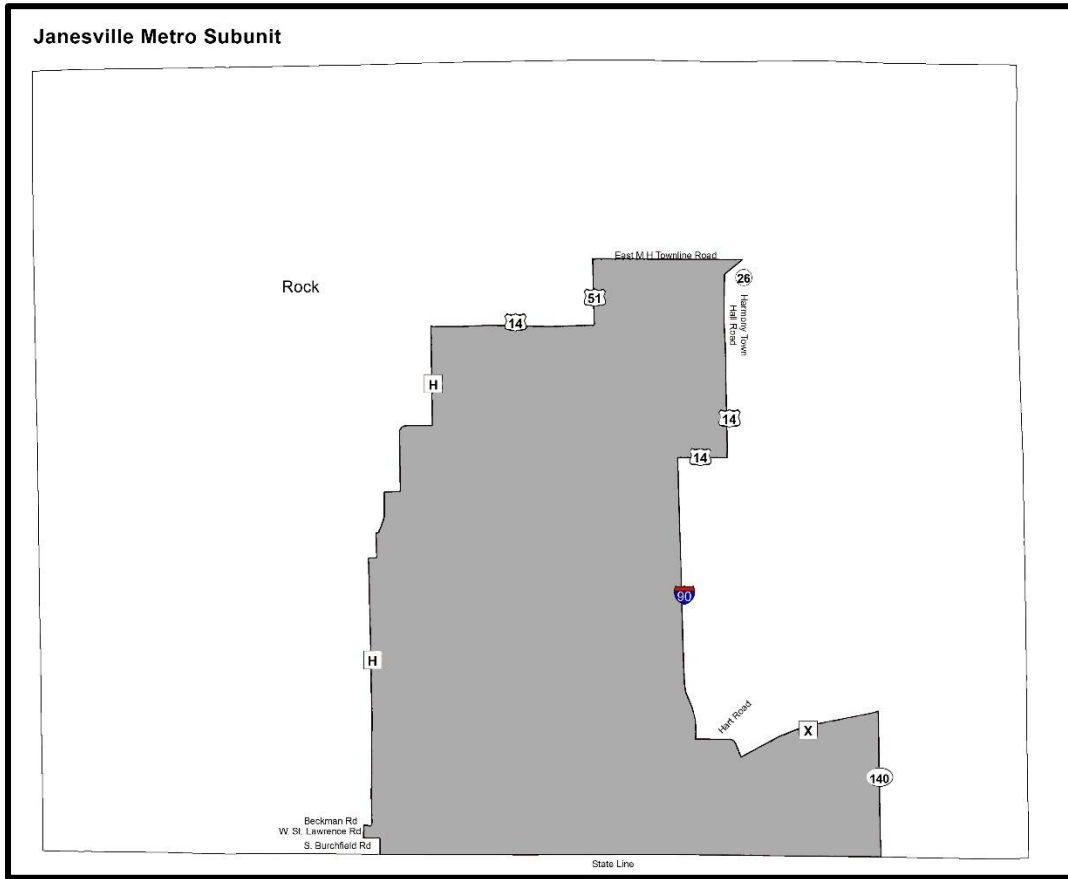 Janesville Metro Subunit
East M H Townline Road
26
Rock
51
Harmony Town
Hall Road
14
H
14
14
90
H
Hart Road
X
140
Beckman Rd
W. St. Lawrence Rd
S. Burchfield Rd
State Line